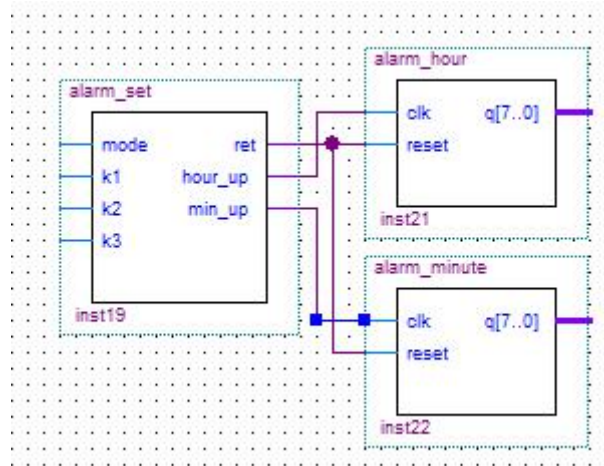 alarm_set
mode ret
k1 hour_up
k2 min_up
k3
inst19
alarm_hour
clk q[7..0]
reset
inst21
alarm_minute
clk q[7..0]
reset
inst22